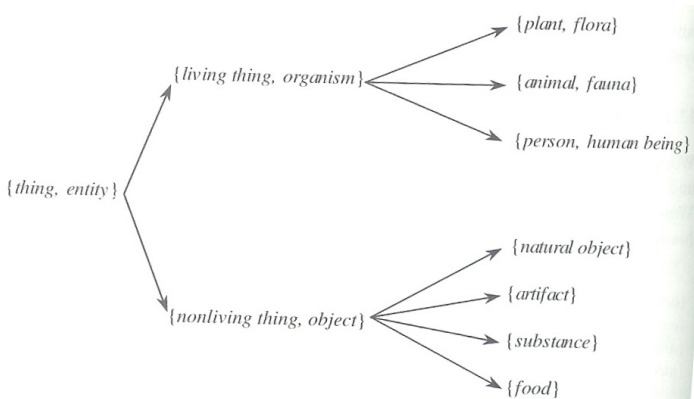 {plant, flora}
{living thing, organism}
{animal, fauna}
{person, human being}
{thing, entity}
{natural object}
{artifact}
{nonliving thing, object}
{substance}
{food}